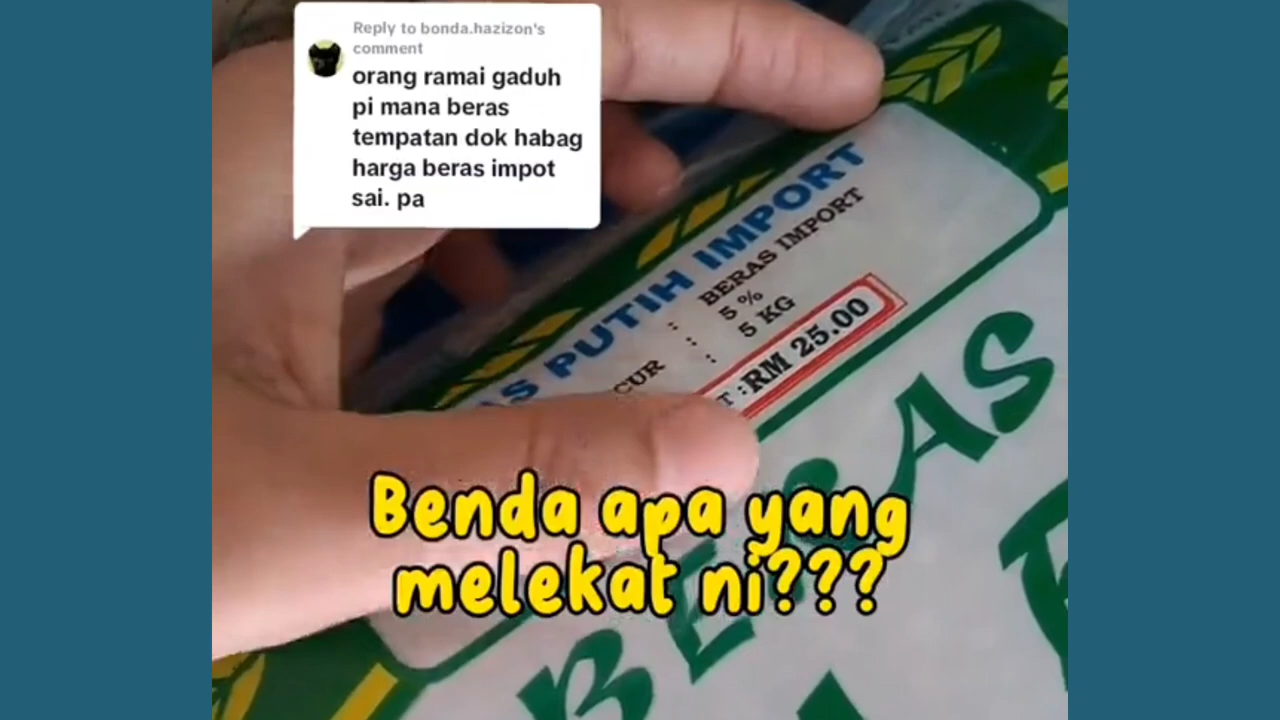 Reply to bonda.hazizon's
comment
orang ramai gaduh
pi mana beras
tempatan dok habag
harga beras impot
sai. pa
PUTIH IMPORT
: BERAS IMPORT
: 5 %
: 5 KG
: RM 25.00
Benda apa yang
melekat ni???
BERAS